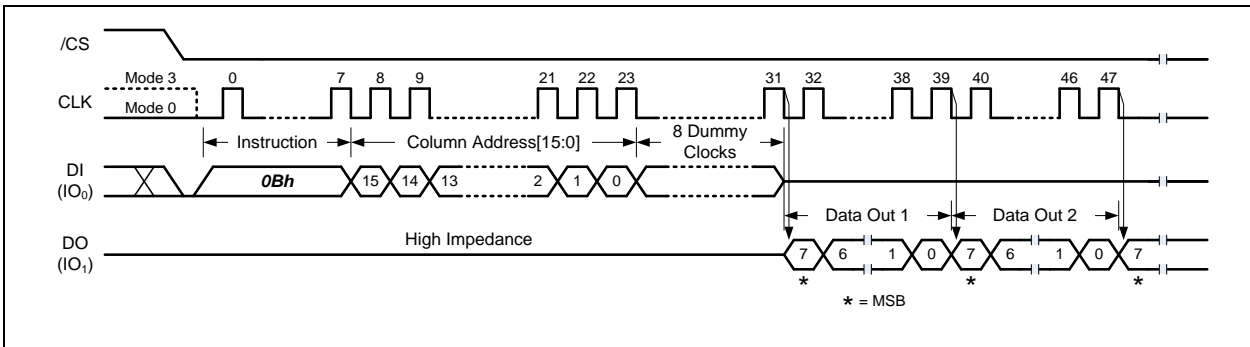 /CS
Mode 3 0 7 8 9 21 22 23 31 32 38 39 40 46 47
CLK
Mode 0
Instruction Column Address[15:0] 8 Dummy Clocks
DI (IO0) 0Bh 15 14 13 2 1 0
Data Out 1 Data Out 2
High Impedance
DO (IO1) 7 6 1 0 7 6 1 0 7
* * *
* = MSB